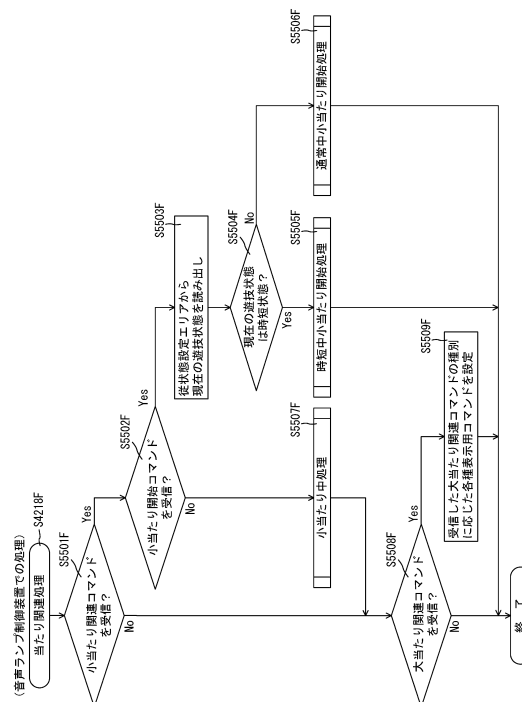 (音声ランプ制御装置での処理)
当たり関連処理
S4218F
S5501F
小当たり関連コマンド
を受信?
Yes
No
S5502F
小当たり開始コマンド
を受信?
Yes
No
S5503F
従状態設定エリアから
現在の遊技状態を読み出し
S5504F
現在の遊技状態
は時短状態?
No
Yes
S5507F
小当たり中処理
S5505F
時短中小当たり開始処理
S5506F
通常中小当たり開始処理
S5508F
大当たり関連コマンド
を受信?
Yes
No
S5509F
受信した大当たり関連コマンドの種別
に応じた各種表示用コマンドを設定
終 了